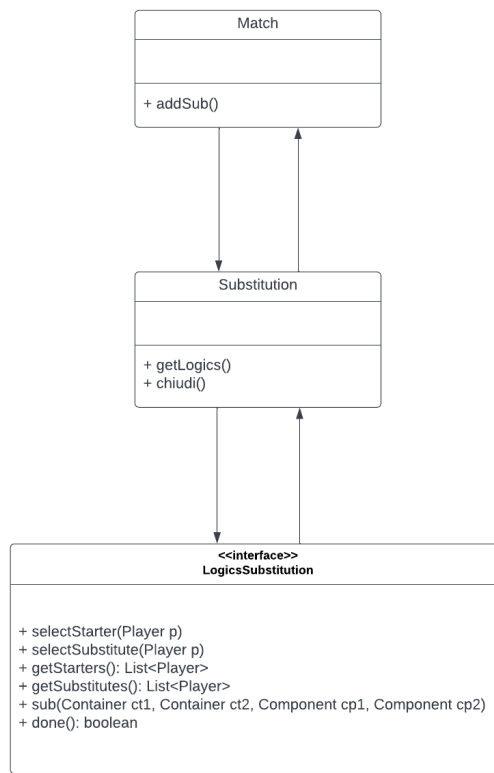 Match
+ addSub()
Substitution
+ getLogics()
+ chiudi()
<<interface>>
LogicsSubstitution
+ selectStarter(Player p)
+ selectSubstitute(Player p)
+ getStarters(): List<Player>
+ getSubstitutes(): List<Player>
+ sub(Container ct1, Container ct2, Component cp1, Component cp2)
+ done(): boolean